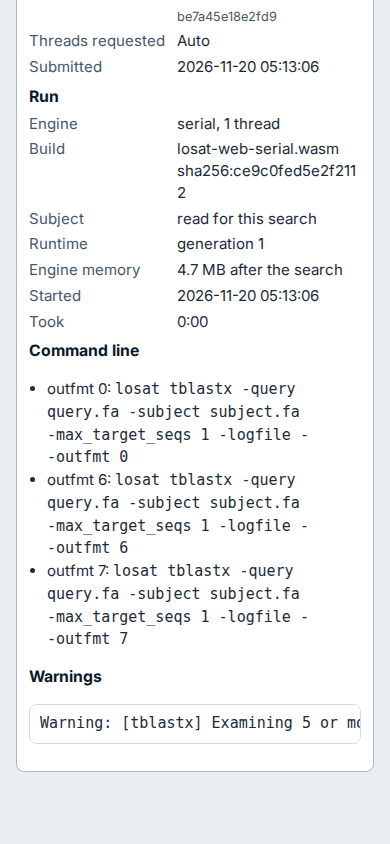 be7a45e18e2fd9
Threads requested Auto
Submitted 2026-11-20 05:13:06
Run
Engine serial, 1 thread
Build losat-web-serial.wasm
sha256:ce9c0fed5e2f211
2
Subject read for this search
Runtime generation 1
Engine memory 4.7 MB after the search
Started 2026-11-20 05:13:06
Took 0:00
Command line
• outfmt 0: losat tblastx -query
query.fa -subject subject.fa
-max_target_seqs 1 -logfile -
-outfmt 0
• outfmt 6: losat tblastx -query
query.fa -subject subject.fa
-max_target_seqs 1 -logfile -
-outfmt 6
• outfmt 7: losat tblastx -query
query.fa -subject subject.fa
-max_target_seqs 1 -logfile -
-outfmt 7
Warnings
Warning: [tblastx] Examining 5 or